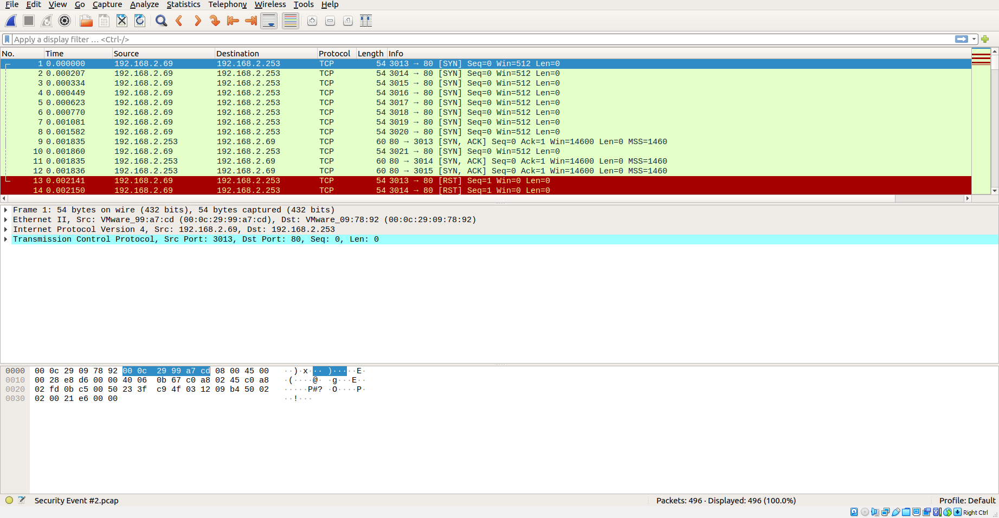 File Edit View Go Capture Analyze Statistics Telephony Wireless Tools Help
Apply a display filter … <Ctrl-/>
No. Time Source Destination Protocol Length Info
1 0.000000 192.168.2.69 192.168.2.253 TCP 54 3013 → 80 [SYN] Seq=0 Win=512 Len=0
2 0.000207 192.168.2.69 192.168.2.253 TCP 54 3014 → 80 [SYN] Seq=0 Win=512 Len=0
3 0.000334 192.168.2.69 192.168.2.253 TCP 54 3015 → 80 [SYN] Seq=0 Win=512 Len=0
4 0.000449 192.168.2.69 192.168.2.253 TCP 54 3016 → 80 [SYN] Seq=0 Win=512 Len=0
5 0.000623 192.168.2.69 192.168.2.253 TCP 54 3017 → 80 [SYN] Seq=0 Win=512 Len=0
6 0.000770 192.168.2.69 192.168.2.253 TCP 54 3018 → 80 [SYN] Seq=0 Win=512 Len=0
7 0.001081 192.168.2.69 192.168.2.253 TCP 54 3019 → 80 [SYN] Seq=0 Win=512 Len=0
8 0.001582 192.168.2.69 192.168.2.253 TCP 54 3020 → 80 [SYN] Seq=0 Win=512 Len=0
9 0.001835 192.168.2.253 192.168.2.69 TCP 60 80 → 3013 [SYN, ACK] Seq=0 Ack=1 Win=14600 Len=0 MSS=1460
10 0.001860 192.168.2.69 192.168.2.253 TCP 54 3021 → 80 [SYN] Seq=0 Win=512 Len=0
11 0.001835 192.168.2.253 192.168.2.69 TCP 60 80 → 3014 [SYN, ACK] Seq=0 Ack=1 Win=14600 Len=0 MSS=1460
12 0.001836 192.168.2.253 192.168.2.69 TCP 60 80 → 3015 [SYN, ACK] Seq=0 Ack=1 Win=14600 Len=0 MSS=1460
13 0.002141 192.168.2.69 192.168.2.253 TCP 54 3013 → 80 [RST] Seq=1 Win=0 Len=0
14 0.002150 192.168.2.69 192.168.2.253 TCP 54 3014 → 80 [RST] Seq=1 Win=0 Len=0
Frame 1: 54 bytes on wire (432 bits), 54 bytes captured (432 bits)
Ethernet II, Src: VMware_99:a7:cd (00:0c:29:99:a7:cd), Dst: VMware_09:78:92 (00:0c:29:09:78:92)
Internet Protocol Version 4, Src: 192.168.2.69, Dst: 192.168.2.253
Transmission Control Protocol, Src Port: 3013, Dst Port: 80, Seq: 0, Len: 0
0000 00 0c 29 09 78 92 00 0c 29 99 a7 cd 08 00 45 00 ··)·x··· )·····E·
0010 00 28 e8 d6 00 00 40 06 0b 67 c0 a8 02 45 c0 a8 ·(····@· ·g···E··
0020 02 fd 0b c5 00 50 23 3f c9 4f 03 12 09 b4 50 02 ·····P#? ·O····P·
0030 02 00 21 e6 00 00 ··!···
Security Event #2.pcap
Packets: 496 · Displayed: 496 (100.0%)
Profile: Default
Right Ctrl